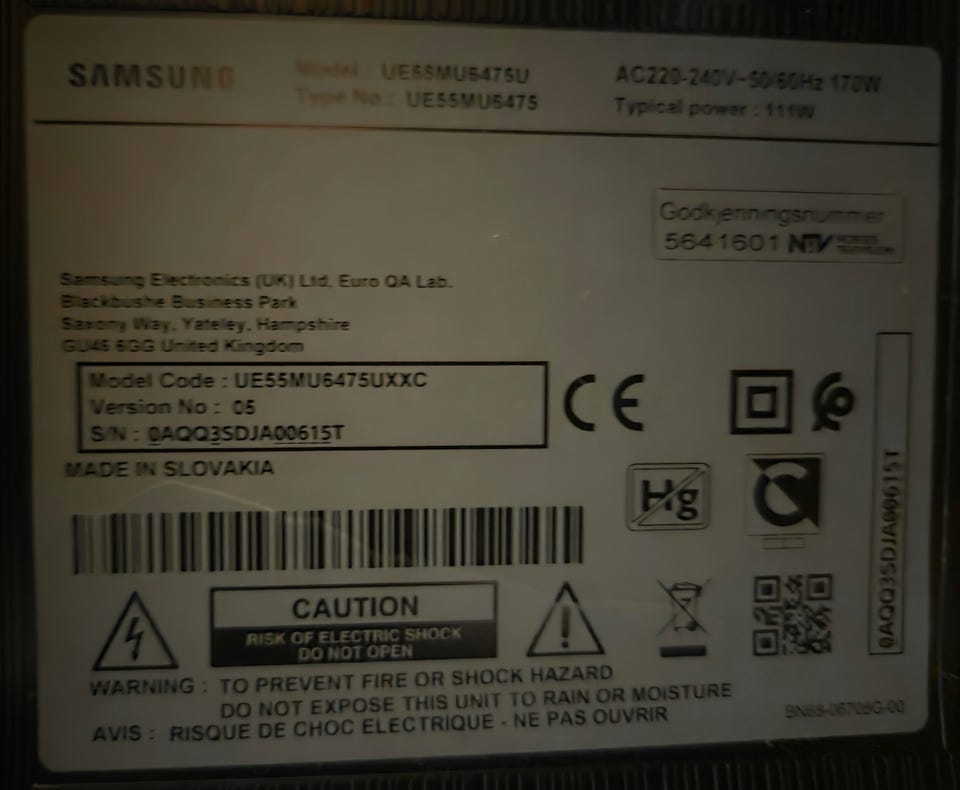 SAMSUNG
Model : UE55MU6475U
Type No. : UE55MU6475
AC220-240V~50/60Hz 170W
Typical power : 111W
Godkjenningsnummer
5641601 NTV
Samsung Electronics (UK) Ltd, Euro QA Lab.
Blackbushe Business Park
Saxony Way, Yateley, Hampshire
GU46 6GG United Kingdom
Model Code : UE55MU6475UXXC
Version No : 05
S/N : 0AQQ3SDJA00615T
MADE IN SLOVAKIA
CE
Hg
0AQQ3SDJA00615T
CAUTION
RISK OF ELECTRIC SHOCK
DO NOT OPEN
WARNING : TO PREVENT FIRE OR SHOCK HAZARD
DO NOT EXPOSE THIS UNIT TO RAIN OR MOISTURE
AVIS : RISQUE DE CHOC ELECTRIQUE - NE PAS OUVRIR
BN68-06708G-00